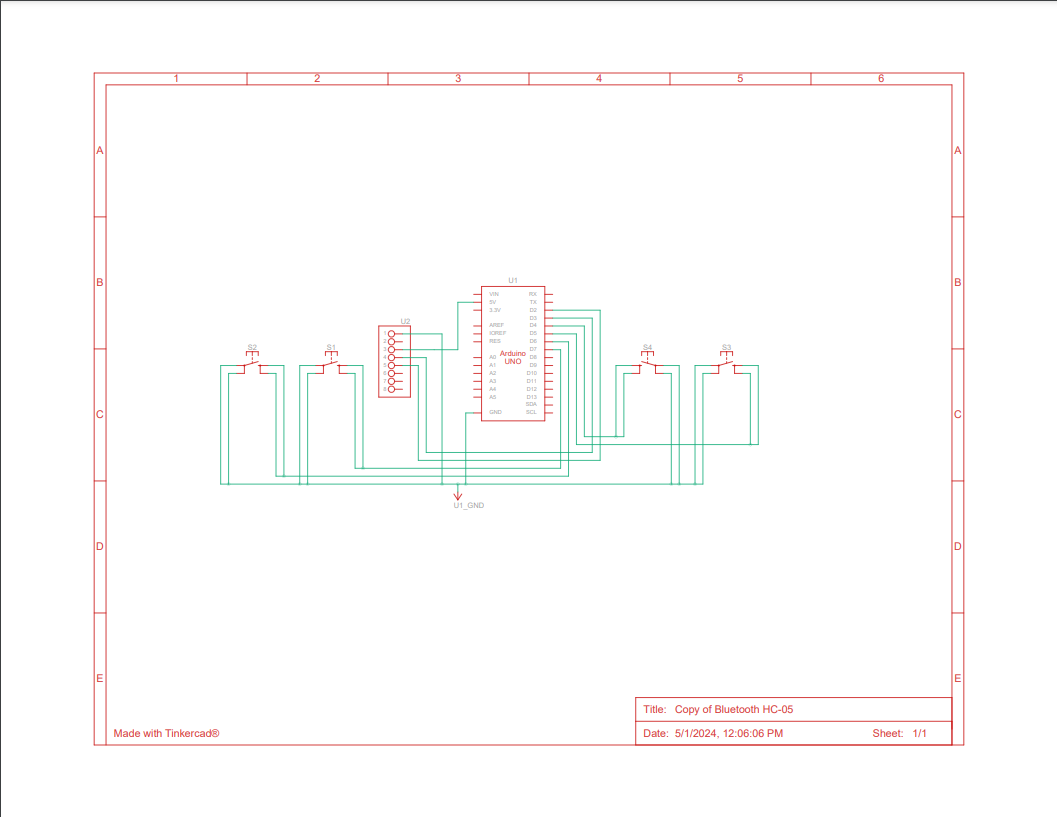 1 2 3 4 5 6
A A
B B
U1
VIN RX
5V TX
3.3V D2
D3
AREF D4
IOREF D5
RES D6
D7
A0 D8
A1 D9
A2 D10
A3 D11
A4 D12
A5 D13
SDA
GND SCL
Arduino
UNO
U2
1
2
3
4
5
6
7
8
S2 S1 S4 S3
C C
U1_GND
D D
E E
Title: Copy of Bluetooth HC-05
Made with Tinkercad® Date: 5/1/2024, 12:06:06 PM Sheet: 1/1